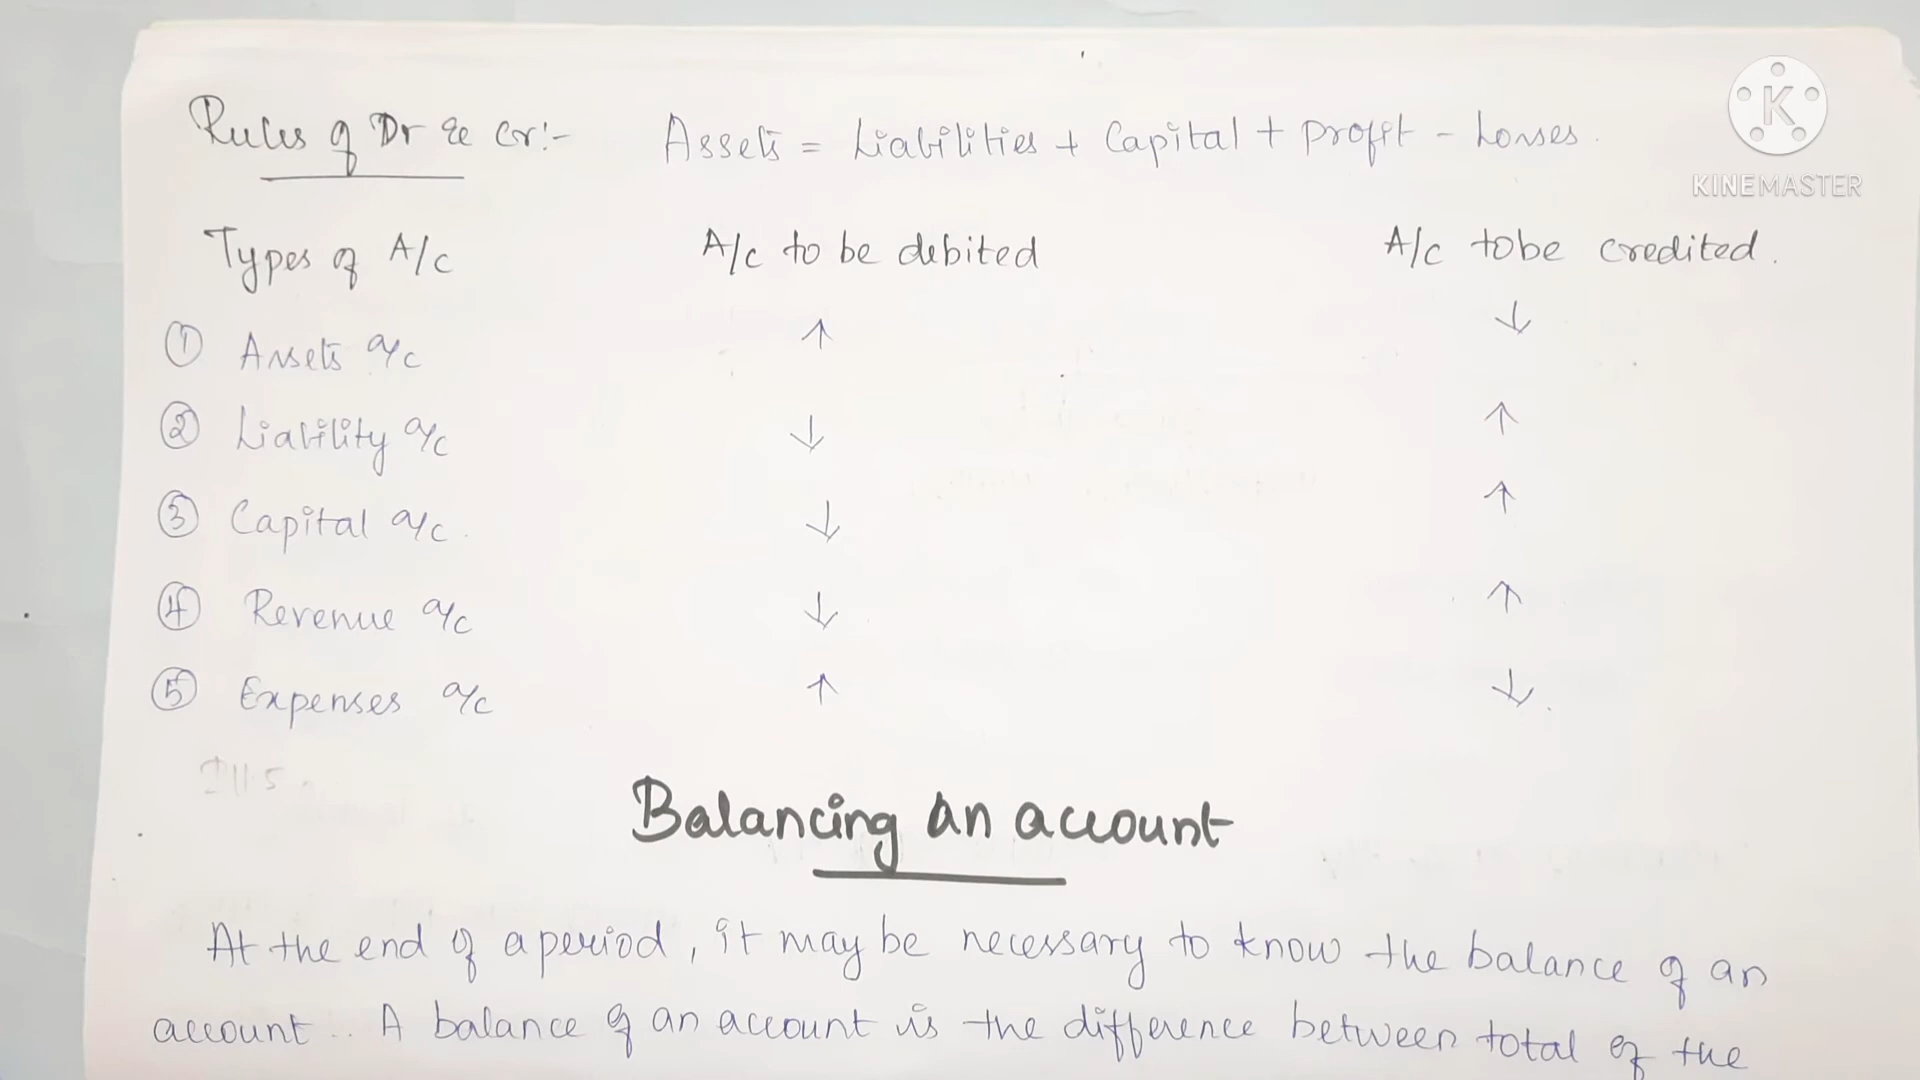 Rules of Dr & Cr:- Assets = Liabilities + Capital + Profit - Losses.
KINEMASTER
Types of A/c A/c to be debited A/c tobe credited.
① Assets a/c ↑ ↓
② Liability a/c ↓ ↑
③ Capital a/c. ↓ ↑
④ Revenue a/c ↓ ↑
⑤ Expenses a/c ↑ ↓.
Balancing an account
At the end of a period, it may be necessary to know the balance of an
account.. A balance of an account is the difference between total of the